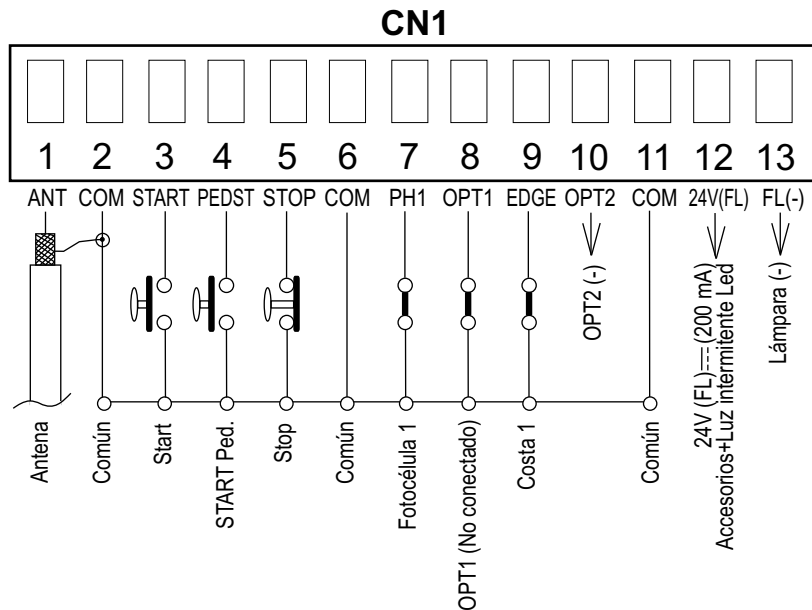 CN1
1 2 3 4 5 6 7 8 9 10 11 12 13
ANT COM START PEDST STOP COM PH1 OPT1 EDGE OPT2 COM 24V(FL) FL(-)
Antena
Común
Start
START Ped.
Stop
Común
Fotocélula 1
OPT1 (No conectado)
Costa 1
OPT2 (-)
Común
24V (FL)⎓(200 mA)
Accesorios+Luz intermitente Led
Lámpara (-)